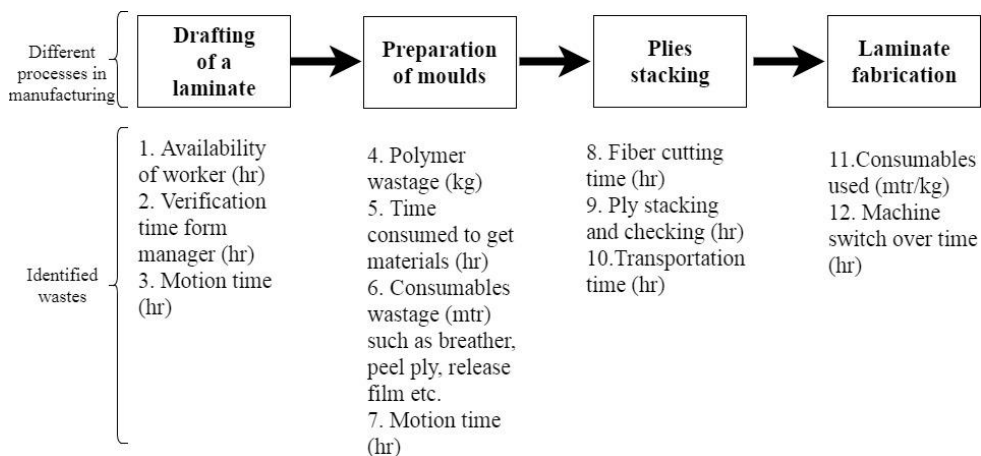 Different
processes in
manufacturing
Drafting
of a
laminate
Preparation
of moulds
Plies
stacking
Laminate
fabrication
Identified
wastes
1. Availability
of worker (hr)
2. Verification
time form
manager (hr)
3. Motion time
(hr)
4. Polymer
wastage (kg)
5. Time
consumed to get
materials (hr)
6. Consumables
wastage (mtr)
such as breather,
peel ply, release
film etc.
7. Motion time
(hr)
8. Fiber cutting
time (hr)
9. Ply stacking
and checking (hr)
10.Transportation
time (hr)
11.Consumables
used (mtr/kg)
12. Machine
switch over time
(hr)